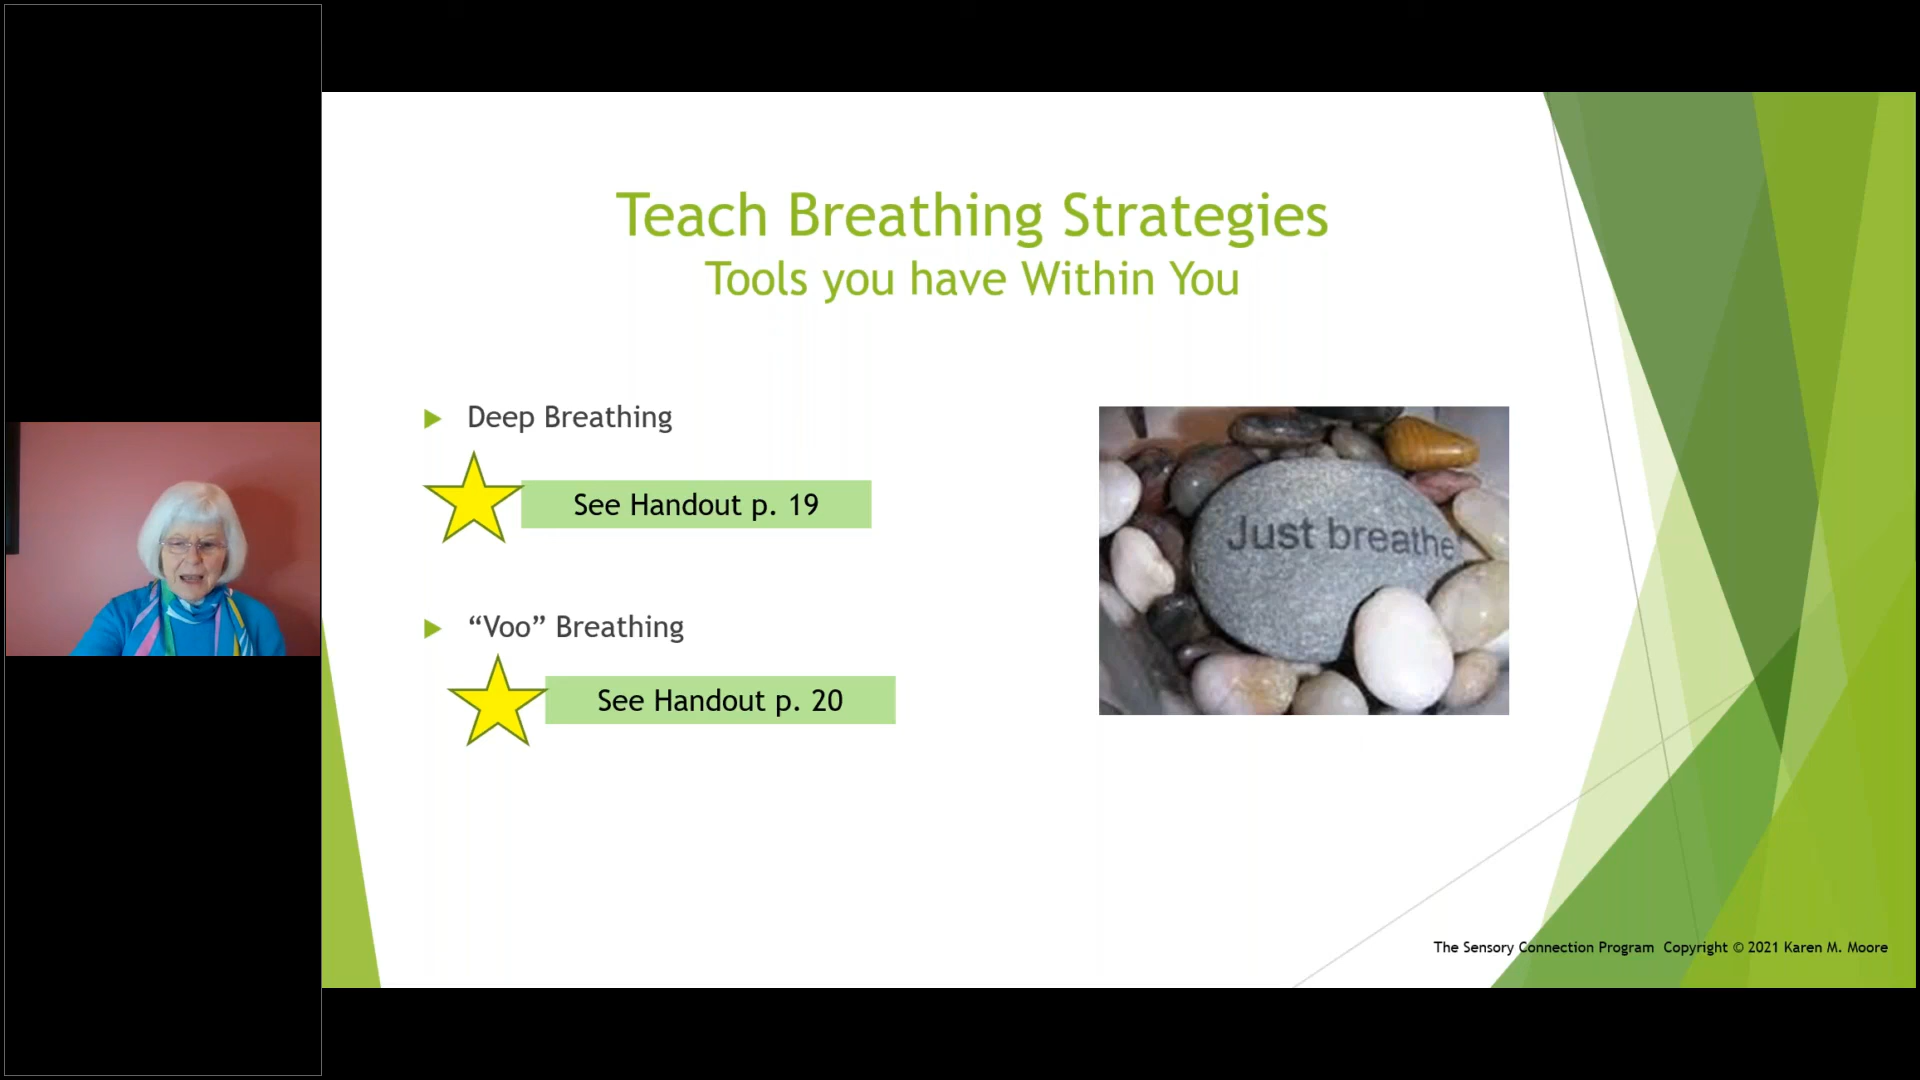 Teach Breathing Strategies
Tools you have Within You
Deep Breathing
See Handout p. 19
“Voo” Breathing
See Handout p. 20
Just breathe
The Sensory Connection Program Copyright © 2021 Karen M. Moore